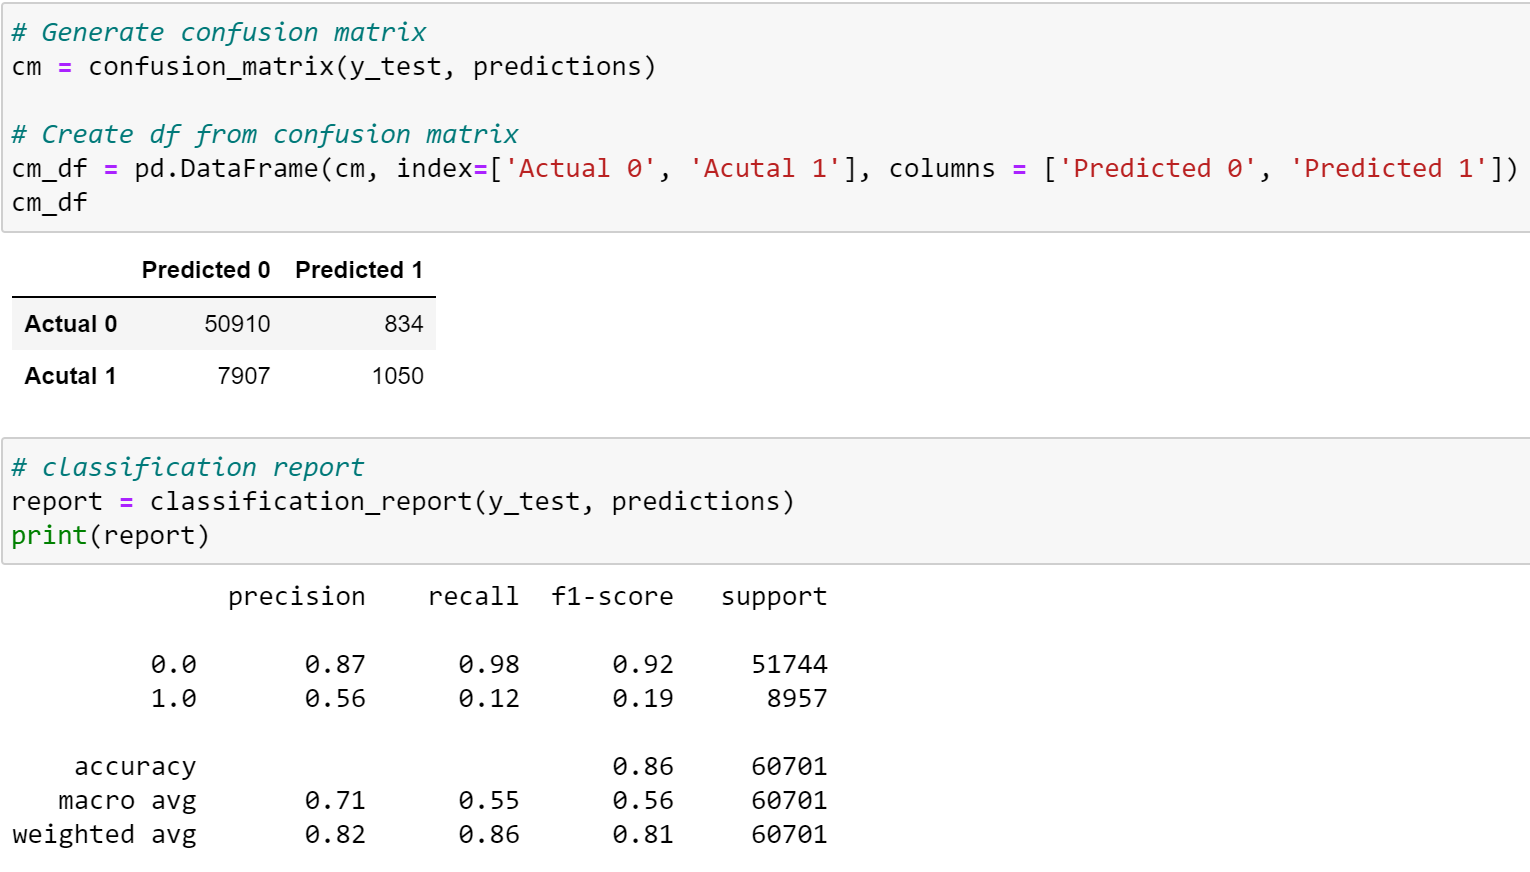 # Generate confusion matrix
cm = confusion_matrix(y_test, predictions)
# Create df from confusion matrix
cm_df = pd.DataFrame(cm, index=['Actual 0', 'Acutal 1'], columns = ['Predicted 0', 'Predicted 1'])
cm_df
Predicted 0 Predicted 1
Actual 0 50910 834
Acutal 1 7907 1050
# classification report
report = classification_report(y_test, predictions)
print(report)
precision recall f1-score support
0.0 0.87 0.98 0.92 51744
1.0 0.56 0.12 0.19 8957
accuracy 0.86 60701
macro avg 0.71 0.55 0.56 60701
weighted avg 0.82 0.86 0.81 60701